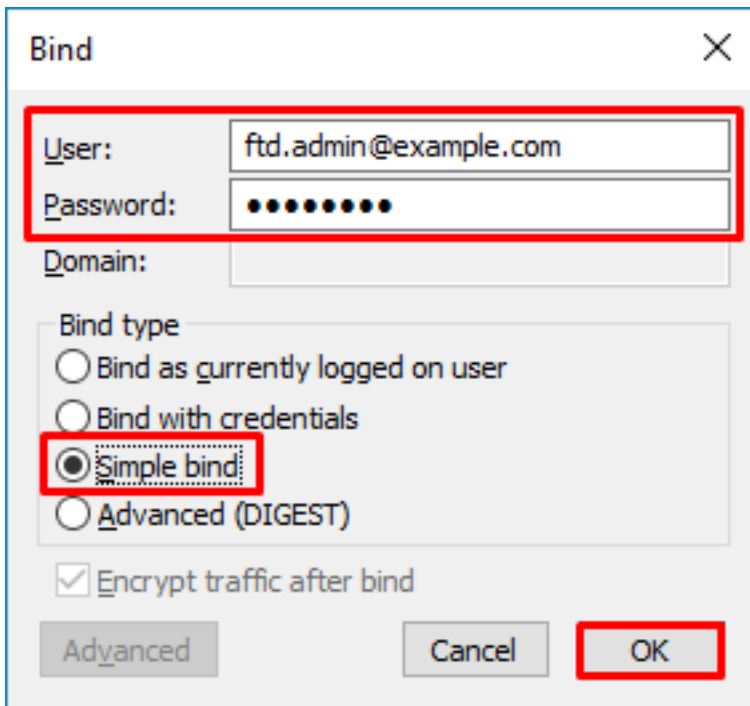 Bind
User: ftd.admin@example.com
Password: ●●●●●●●●
Domain:
Bind type
Bind as currently logged on user
Bind with credentials
Simple bind
Advanced (DIGEST)
Encrypt traffic after bind
Advanced Cancel OK